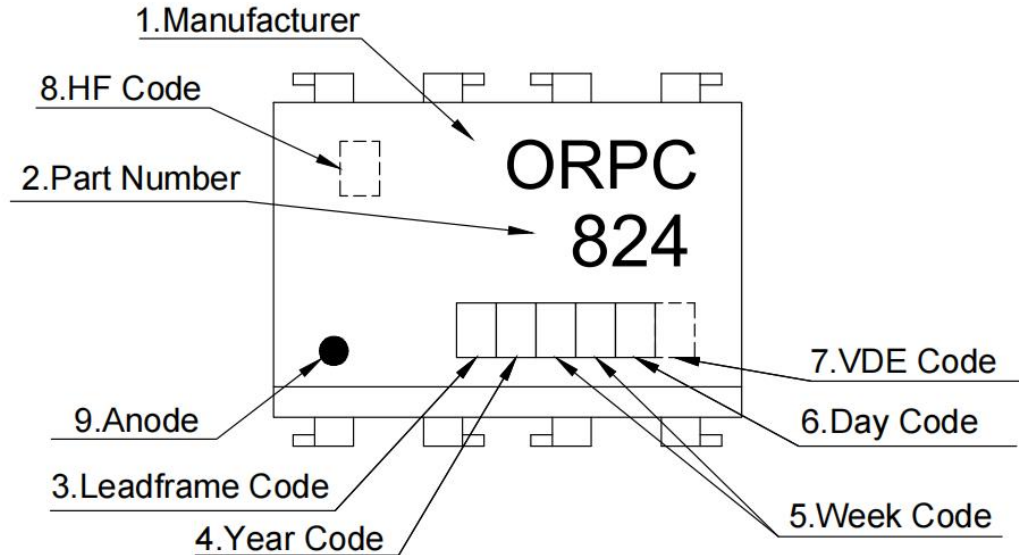 1.Manufacturer
8.HF Code
ORPC
2.Part Number
824
7.VDE Code
9.Anode
6.Day Code
3.Leadframe Code
5.Week Code
4.Year Code